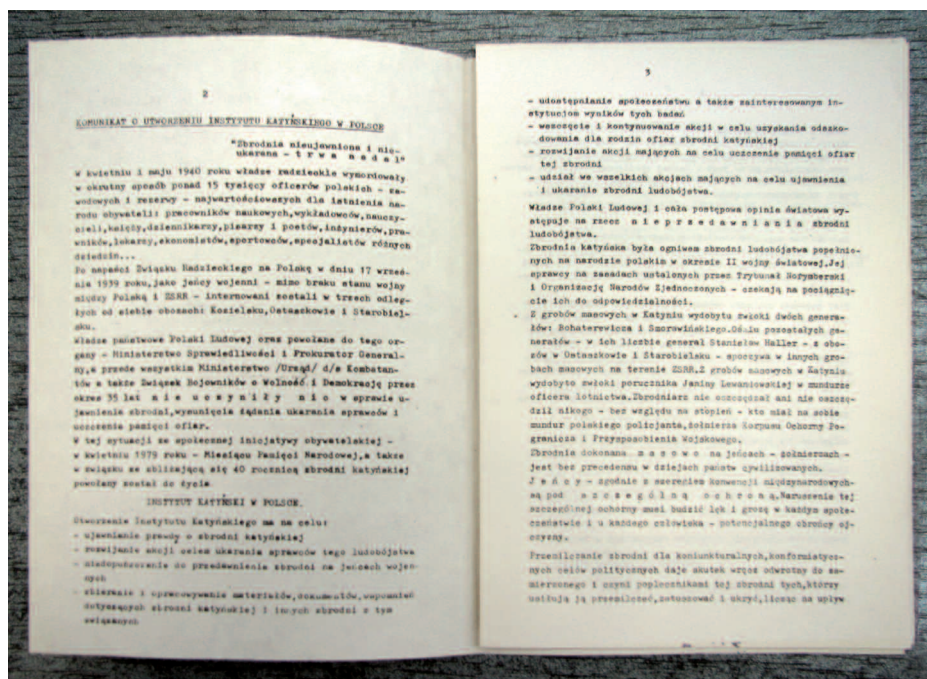 2
KOMUNIKAT O UTWORZENIU INSTYTUTU KATYŃSKIEGO W POLSCE
"Zbrodnia nieujawniona i nie-
ukarana - t r w a  n a d a l"
W kwietniu i maju 1940 roku władze radzieckie wymordowały
w okrutny sposób ponad 15 tysięcy oficerów polskich - za-
wodowych i rezerwy - najwartościowszych dla istnienia na-
rodu obywateli: pracowników naukowych,wykładowców,nauczy-
cieli,księży,dziennikarzy,pisarzy i poetów,inżynierów,pra-
wników,lekarzy,ekonomistów,sportowców,specjalistów różnych
dziedzin...
Po napaści Związku Radzieckiego na Polskę w dniu 17 wrześ-
nia 1939 roku,jako jeńcy wojenni - mimo braku stanu wojny
między Polską i ZSRR - internowani zostali w trzech odleg-
łych od siebie obozach: Kozielsku,Ostaszkowie i Starobiel-
sku.
Władze państwowe Polski Ludowej oraz powołane do tego or-
gany - Ministerstwo Sprawiedliwości i Prokurator General-
ny,a przede wszystkim Ministerstwo /Urząd/ d/s Kombatan-
tów a także Związek Bojowników o Wolność i Demokrację przez
okres 35 lat n i e  u c z y n i ł y  n i c w sprawie u-
jawnienia zbrodni,wysunięcia żądania ukarania sprawców i
uczczenia pamięci ofiar.
W tej sytuacji ze społecznej inicjatywy obywatelskiej -
w kwietniu 1979 roku - Miesiącu Pamięci Narodowej,a także
w związku ze zbliżającą się 40 rocznicą zbrodni katyńskiej
powołany został do życia
INSTYTUT KATYŃSKI W POLSCE.
Utworzenie Instytutu Katyńskiego ma na celu:
- ujawnienie prawdy o zbrodni katyńskiej
- rozwijanie akcji celem ukarania sprawców tego ludobójstwa
- niedopuszczenie do przedawnienia zbrodni na jeńcach wojen-
nych
- zbieranie i opracowywanie materiałów,dokumentów,wspomnień
dotyczących zbrodni katyńskiej i innych zbrodni z tym
związanych
3
- udostępnianie społeczeństwu a także zainteresowanym in-
stytucjom wyników tych badań
- wszczęcie i kontynuowanie akcji w celu uzyskania odszko-
dowania dla rodzin ofiar zbrodni katyńskiej
- rozwijanie akcji mających na celu uczczenie pamięci ofiar
tej zbrodni
- udział we wszelkich akcjach mających na celu ujawnienia
i ukaranie zbrodni ludobójstwa.
Władze Polski Ludowej i cała postępowa opinia światowa wy-
stępuje na rzecz n i e p r z e d a w n i a n i a zbrodni
ludobójstwa.
Zbrodnia katyńska była ogniwem zbrodni ludobójstwa popełnio-
nych na narodzie polskim w okresie II wojny światowej.Jej
sprawcy na zasadach ustalonych przez Trybunał Norymberski
i Organizację Narodów Zjednoczonych - czekają na pociągnię-
cie ich do odpowiedzialności.
Z grobów masowych w Katyniu wydobyto zwłoki dwóch genera-
łów: Bohaterewicza i Smorawińskiego.Ośmiu pozostałych ge-
nerałów - w ich liczbie generał Stanisław Haller - z obo-
zów w Ostaszkowie i Starobielsku - spoczywa w innych gro-
bach masowych na terenie ZSRR.Z grobów masowych w Katyniu
wydobyto zwłoki porucznika Janiny Lewandowskiej w mundurze
oficera lotnictwa.Zbrodniarz nie oszczędzał ani nie oszczę-
dził nikogo - bez względu na stopień - kto miał na sobie
mundur polskiego policjanta,żołnierza Korpusu Ochorny Po-
granicza i Przysposobienia Wojskowego.
Zbrodnia dokonana m a s o w o na jeńcach - żołnierzach -
jest bez precedensu w dziejach państw cywilizowanych.
J e ń c y - zgodnie z szeregiem konwencji międzynarodowych-
są pod s z c z e g ó l n ą  o c h r o n ą.Naruszenie tej
szczególnej ochrony musi budzić lęk i grozę w każdym społe-
czeństwie i u każdego człowieka - potencjalnego obrońcy oj-
czyzny.
Przemilczanie zbrodni dla koniunkturalnych,konformistycz-
nych celów politycznych daje skutek wręcz odwrotny do za-
mierzonego i czyni poplecznikami tej zbrodni tych,którzy
usiłują ją przemilczeć,zatuszować i ukryć,licząc na upływ